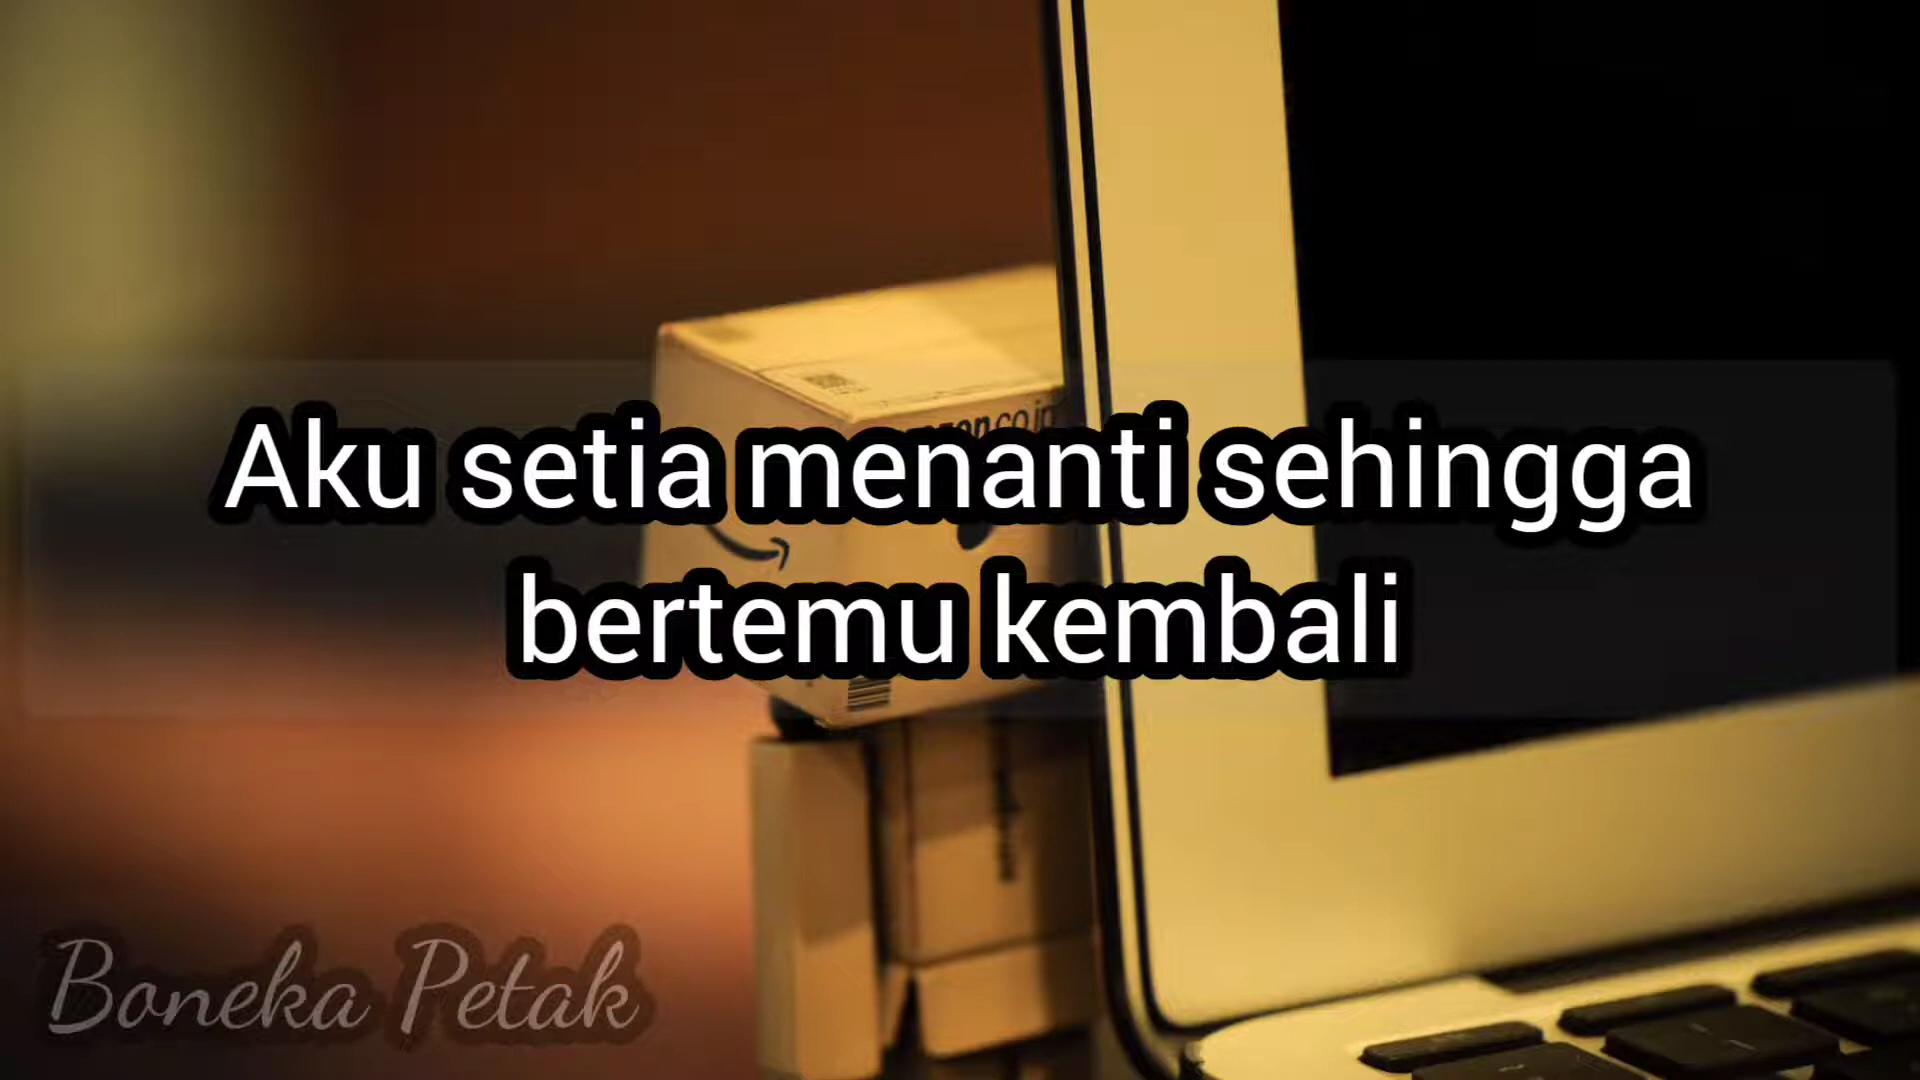 Aku setia menanti sehingga
bertemu kembali
Boneka Petak